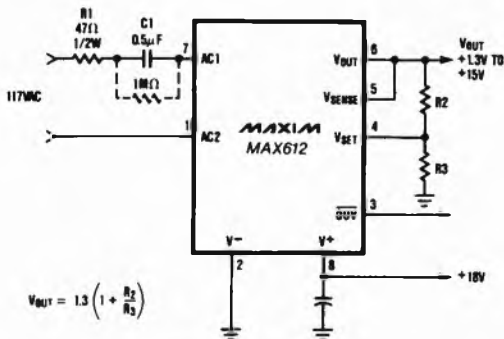 R1
47Ω
1/2W
C1
0.5μF
1MΩ
117VAC
7
AC1
1
AC2
MAXIM
MAX612
VOUT
6
VSENSE
5
VSET
4
OUV
3
V-
2
V+
8
VOUT
+1.3V TO
+15V
R2
R3
+18V
VOUT = 1.3 (1 + R2/R3)